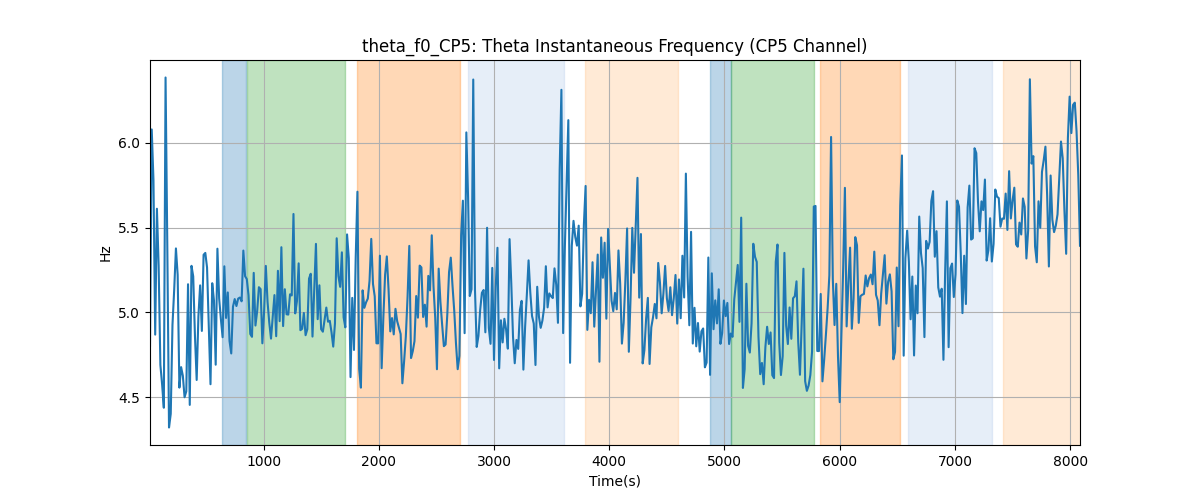 theta_f0_CP5: Theta Instantaneous Frequency (CP5 Channel)
Hz
6.0
5.5
5.0
4.5
1000 2000 3000 4000 5000 6000 7000 8000
Time(s)